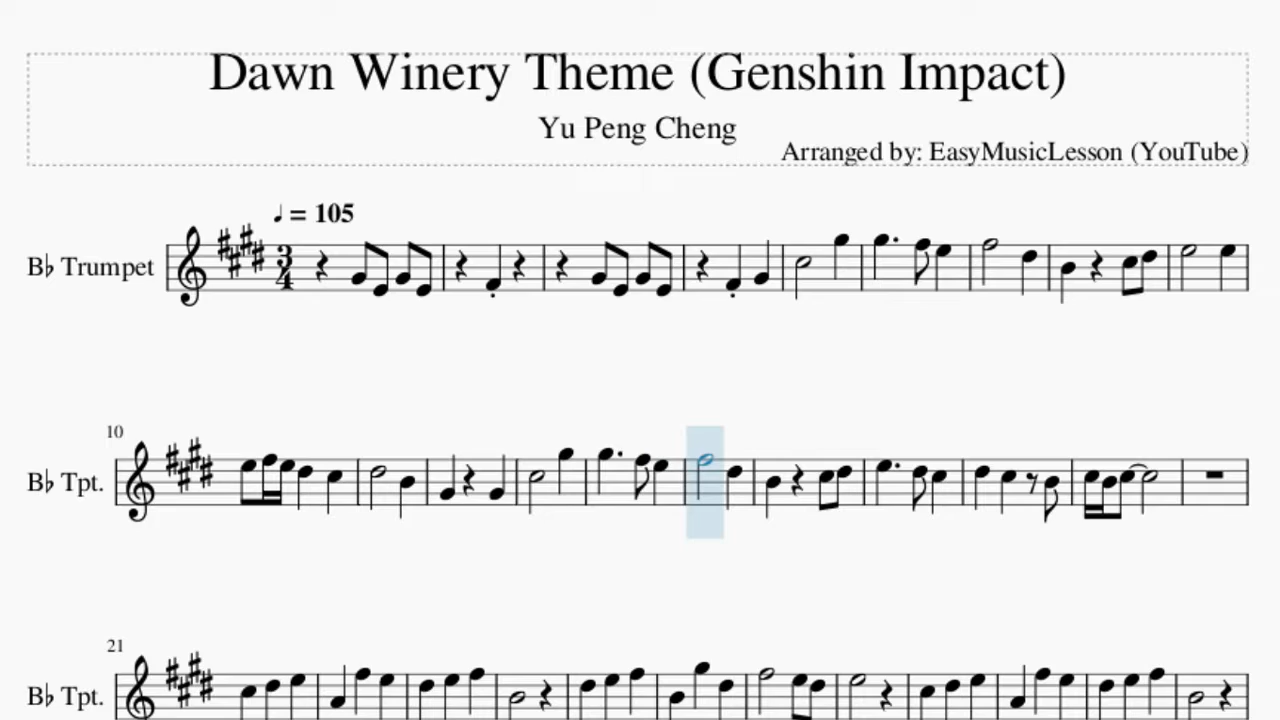 Dawn Winery Theme (Genshin Impact)
Yu Peng Cheng
Arranged by: EasyMusicLesson (YouTube)
♩ = 105
B♭ Trumpet
3
4
10
B♭ Tpt.
21
B♭ Tpt.